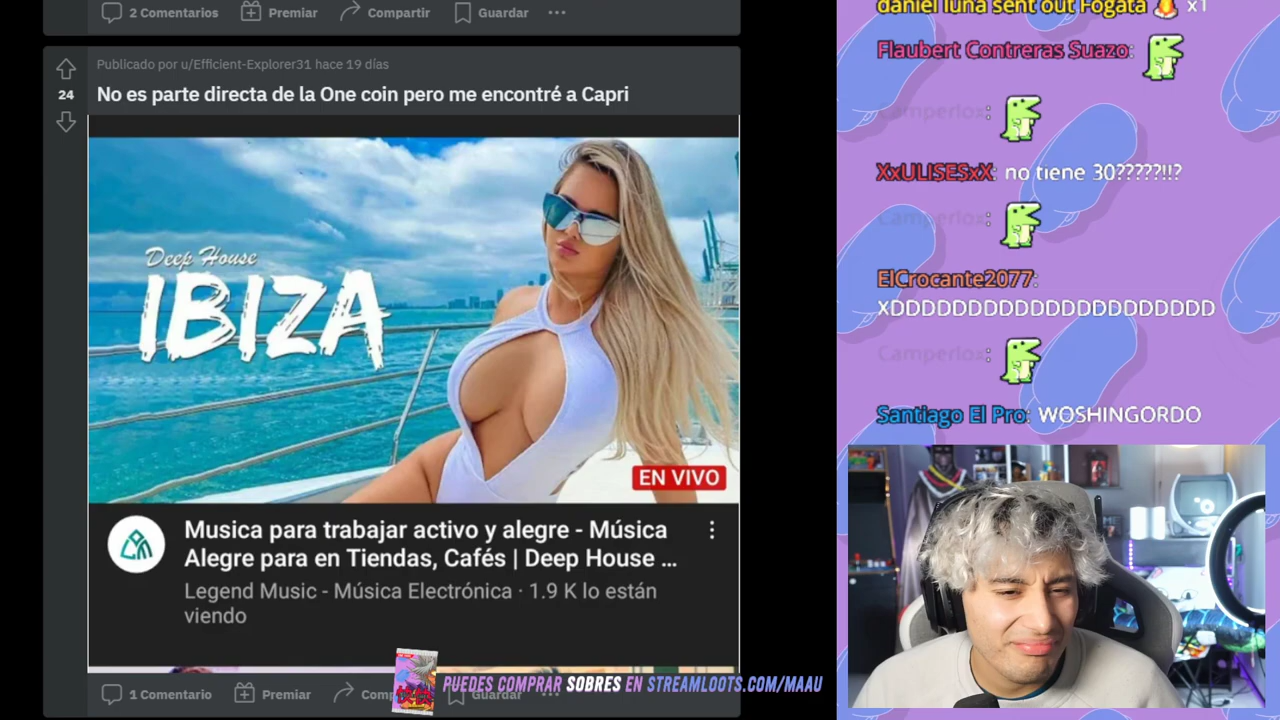 2 Comentarios Premiar Compartir Guardar
Publicado por u/Efficient-Explorer31 hace 19 días
24
No es parte directa de la One coin pero me encontré a Capri
Deep House
IBIZA
EN VIVO
Musica para trabajar activo y alegre - Música
Alegre para en Tiendas, Cafés | Deep House ...
Legend Music - Música Electrónica · 1.9 K lo están
viendo
1 Comentario Premiar Guardar
PUEDES COMPRAR SOBRES EN STREAMLOOTS.COM/MAAU
daniel luna sent out Fogata x1
Flaubert Contreras Suazo:
Camperlox:
XxULISESxX: no tiene 30?????!!?
Camperlox:
ElCrocante2077:
XDDDDDDDDDDDDDDDDDDDDD
Camperlox:
Santiago El Pro: WOSHINGORDO